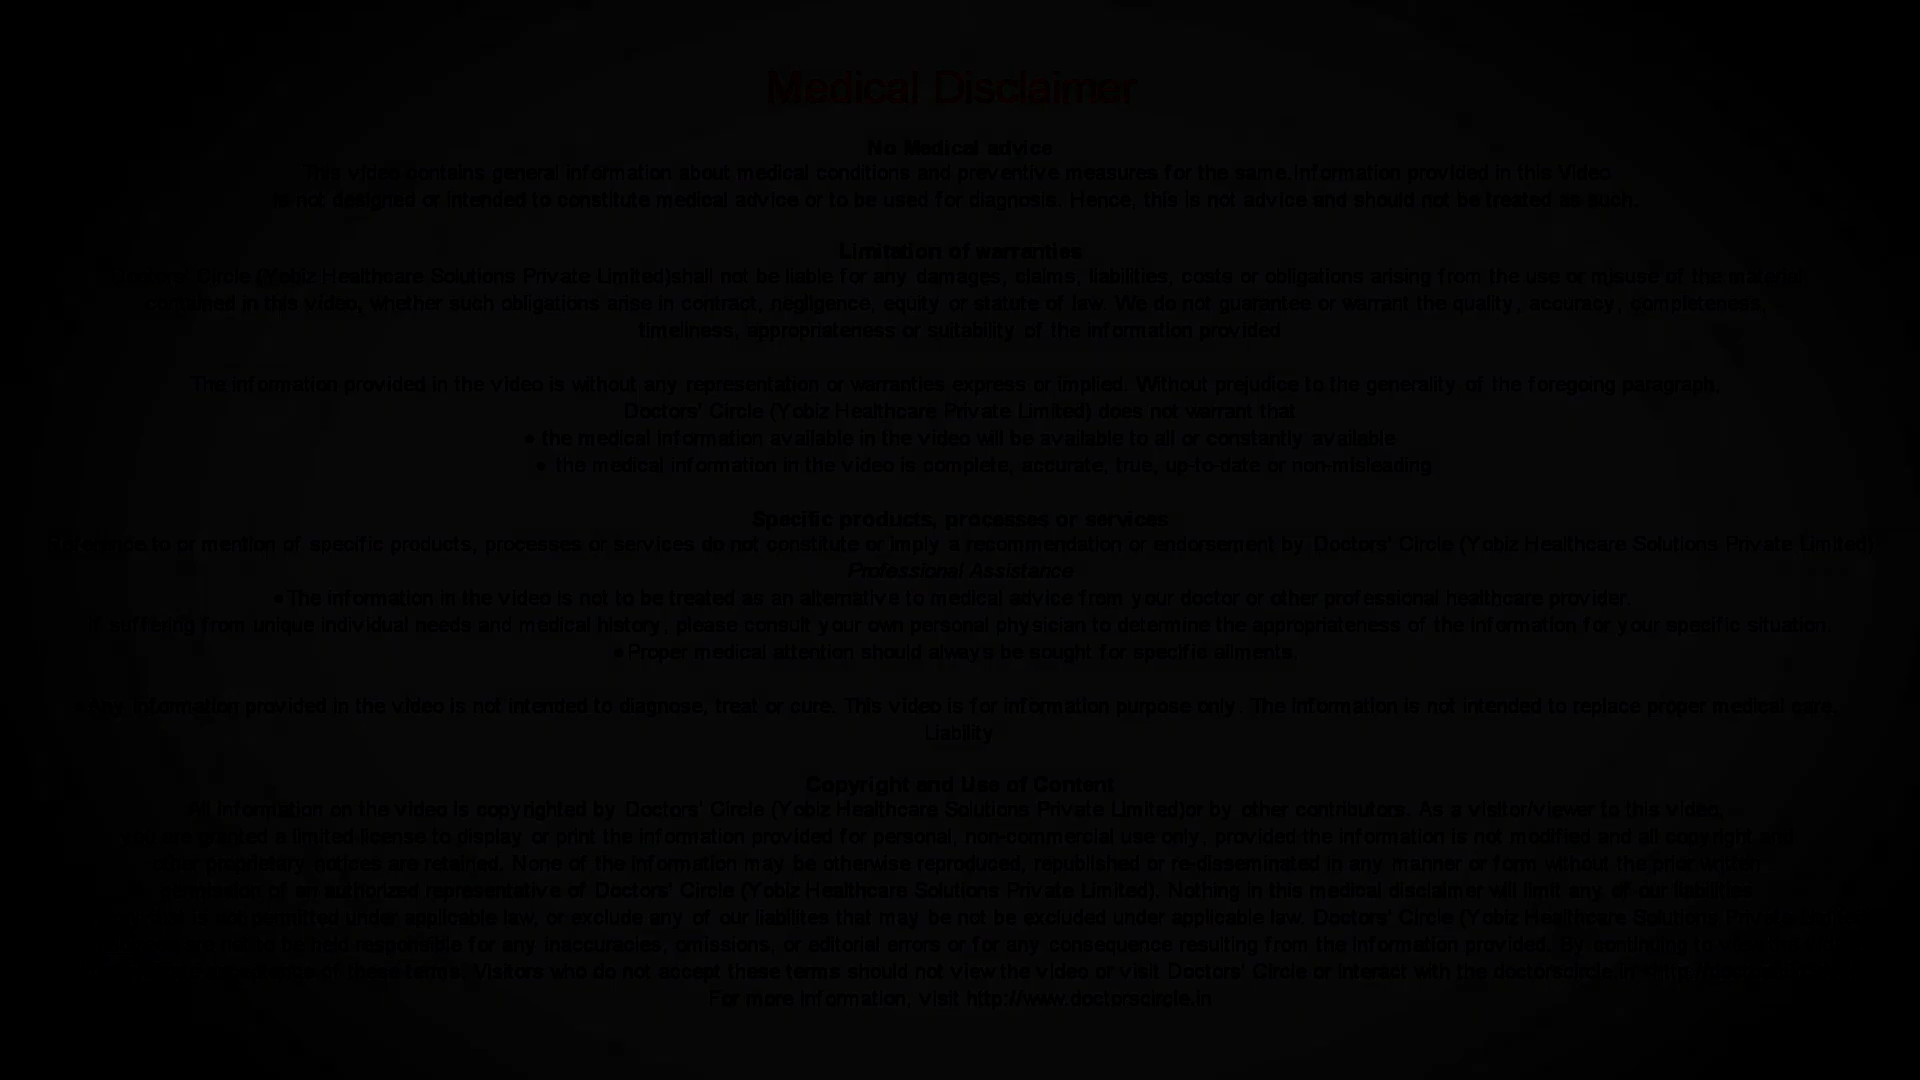 Medical Disclaimer
No Medical advice
This video contains general information about medical conditions and preventive measures for the same.Information provided in this Video
is not designed or intended to constitute medical advice or to be used for diagnosis. Hence, this is not advice and should not be treated as such.
Limitation of warranties
Circle (Yobiz Healthcare Solutions Private Limited)shall not be liable for any damages, claims, liabilities, costs or obligations arising from the use or misuse of the material
contained in this video, whether such obligations arise in contract, negligence, equity or statute of law. We do not guarantee or warrant the quality, accuracy, completeness,
timeliness, appropriateness or suitability of the information provided
The information provided in the video is without any representation or warranties express or implied. Without prejudice to the generality of the foregoing paragraph,
Doctors' Circle (Yobiz Healthcare Private Limited) does not warrant that
• the medical information available in the video will be available to all or constantly available
• the medical information in the video is complete, accurate, true, up-to-date or non-misleading
Specific products, processes or services
Reference to or mention of specific products, processes or services do not constitute or imply a recommendation or endorsement by Doctors' Circle (Yobiz Healthcare Solutions Private Limited)
Professional Assistance
•The information in the video is not to be treated as an alternative to medical advice from your doctor or other professional healthcare provider.
If suffering from unique individual needs and medical history, please consult your own personal physician to determine the appropriateness of the information for your specific situation.
•Proper medical attention should always be sought for specific ailments.
•Any information provided in the video is not intended to diagnose, treat or cure. This video is for information purpose only. The information is not intended to replace proper medical care.
Liability
Copyright and Use of Content
All information on the video is copyrighted by Doctors' Circle (Yobiz Healthcare Solutions Private Limited)or by other contributors. As a visitor/viewer to this video,
you are granted a limited license to display or print the information provided for personal, non-commercial use only, provided the information is not modified and all copyright and
other proprietary notices are retained. None of the information may be otherwise reproduced, republished or re-disseminated in any manner or form without the prior written
permission of an authorized representative of Doctors' Circle (Yobiz Healthcare Solutions Private Limited). Nothing in this medical disclaimer will limit any of our liabilities
is not permitted under applicable law, or exclude any of our liabilites that may be not be excluded under applicable law. Doctors' Circle (Yobiz Healthcare Solutions Private
to be held responsible for any inaccuracies, omissions, or editorial errors or for any consequence resulting from the information provided. By continuing to
of these terms. Visitors who do not accept these terms should not view the video or visit Doctors' Circle or interact with the doctorscircle.in
For more information, visit http://www.doctorscircle.in